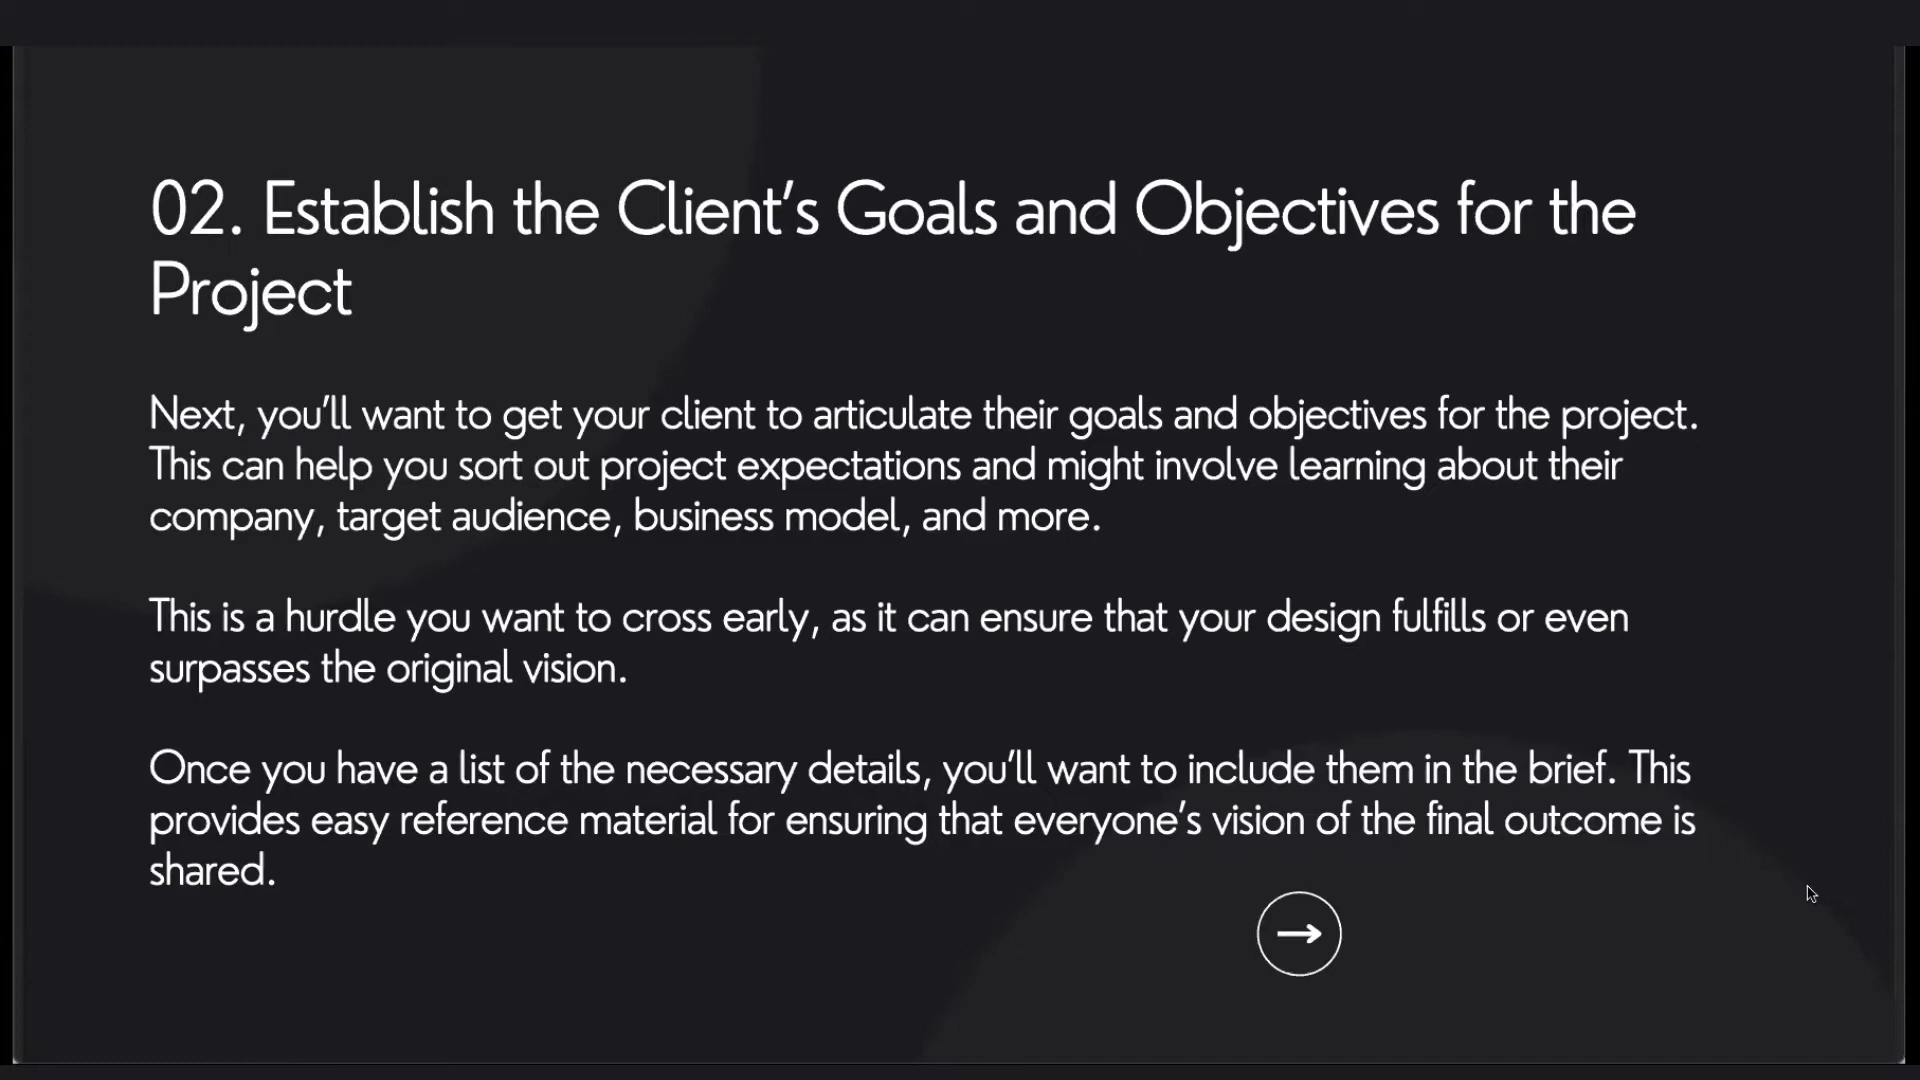 02. Establish the Client’s Goals and Objectives for the
Project
Next, you’ll want to get your client to articulate their goals and objectives for the project.
This can help you sort out project expectations and might involve learning about their
company, target audience, business model, and more.
This is a hurdle you want to cross early, as it can ensure that your design fulfills or even
surpasses the original vision.
Once you have a list of the necessary details, you’ll want to include them in the brief. This
provides easy reference material for ensuring that everyone’s vision of the final outcome is
shared.